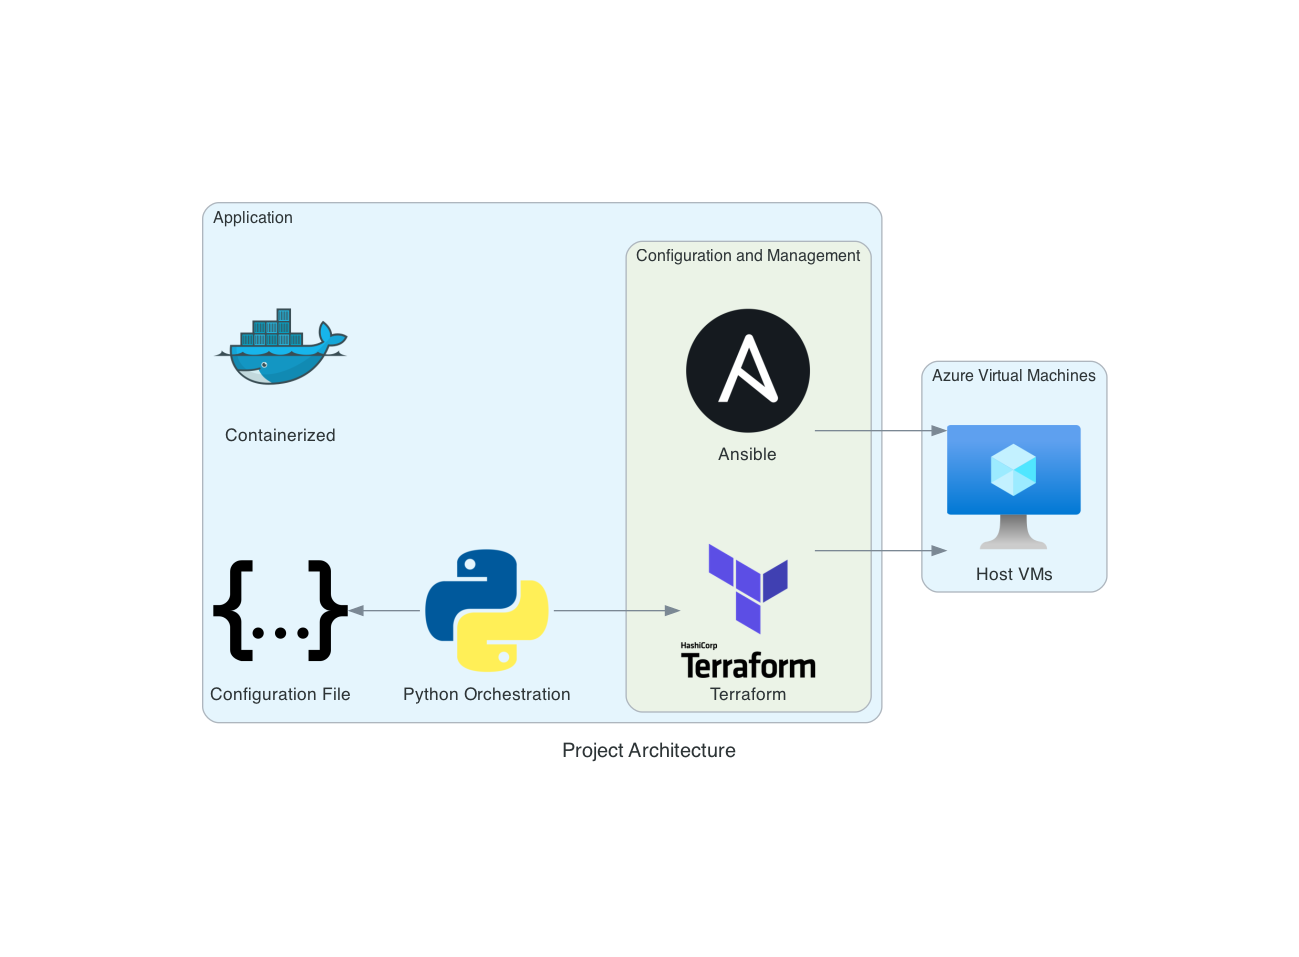 Application
Configuration and Management
Azure Virtual Machines
Containerized
Ansible
Host VMs
{...}
HashiCorp
Terraform
Configuration File
Python Orchestration
Terraform
Project Architecture